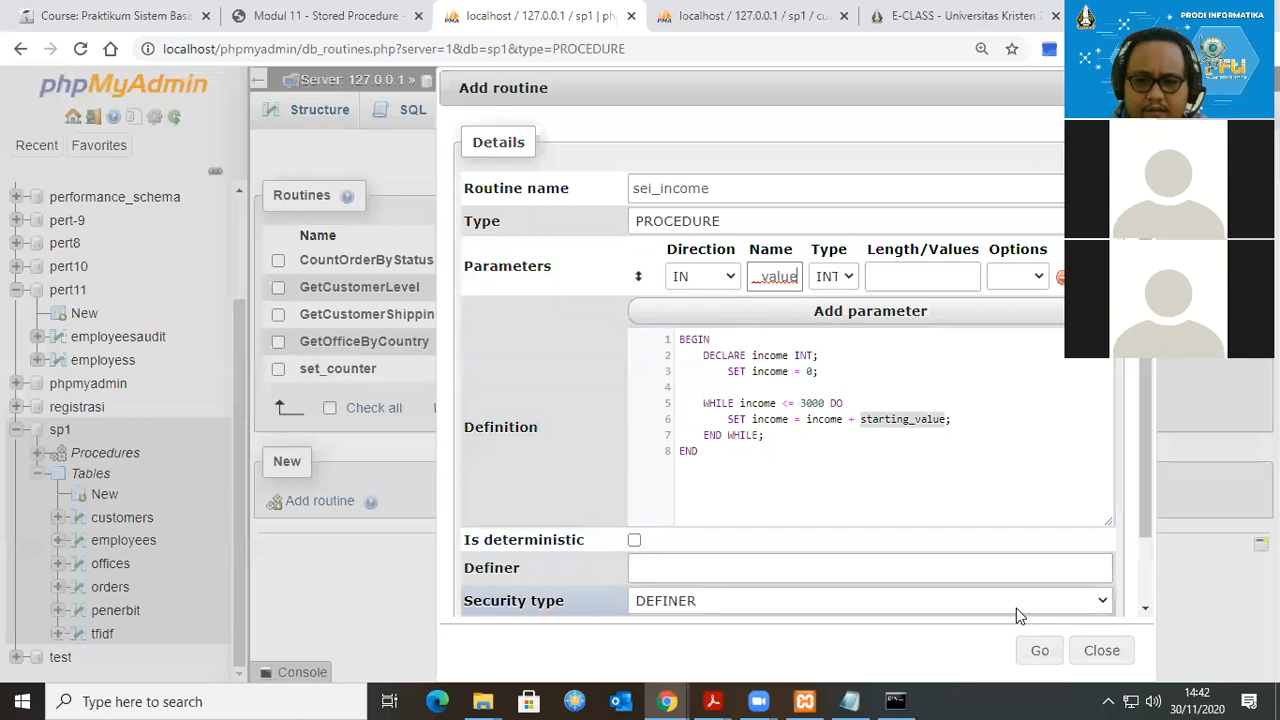 Course: Praktikum Sistem Basis
Modul 11 - Stored Procedure -
localhost / 127.0.0.1 / sp1 | ph
localhost / 127.0.0.1 / sp1 / cu
E-CLASS - Universitas Kristen
localhost/phpmyadmin/db_routines.php?server=1&db=sp1&type=PROCEDURE
PRODI INFORMATIKA
FTI
phpMyAdmin
Recent
Favorites
performance_schema
pert-9
pert8
pert10
pert11
New
employeesaudit
employess
phpmyadmin
registrasi
sp1
Procedures
Tables
New
customers
employees
offices
orders
penerbit
tfidf
test
Server: 127.0.0.1 »
Structure
SQL
Routines
Name
CountOrderByStatus
GetCustomerLevel
GetCustomerShippin
GetOfficeByCountry
set_counter
Check all
New
Add routine
Console
Add routine
Details
Routine name
sei_income
Type
PROCEDURE
Parameters
Direction Name Type Length/Values Options
IN _value INT
Add parameter
Definition
1 BEGIN
2 DECLARE income INT;
3 SET income = 0;
4
5 WHILE income <= 3000 DO
6 SET income = income + starting_value;
7 END WHILE;
8 END
Is deterministic
Definer
Security type
DEFINER
Go
Close
Type here to search
14:42
30/11/2020